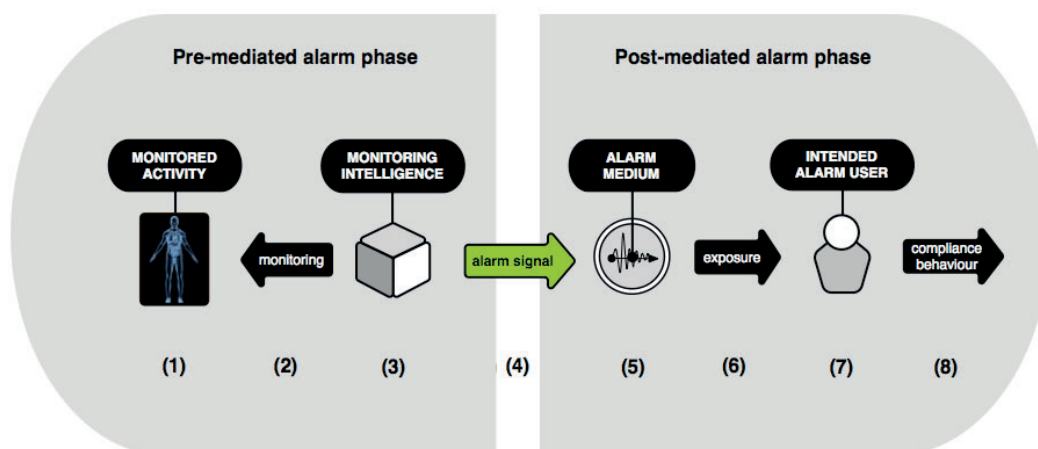 Pre-mediated alarm phase
Post-mediated alarm phase
MONITORED
ACTIVITY
MONITORING
INTELLIGENCE
ALARM
MEDIUM
INTENDED
ALARM USER
monitoring
alarm signal
exposure
compliance
behaviour
(1)
(2)
(3)
(4)
(5)
(6)
(7)
(8)